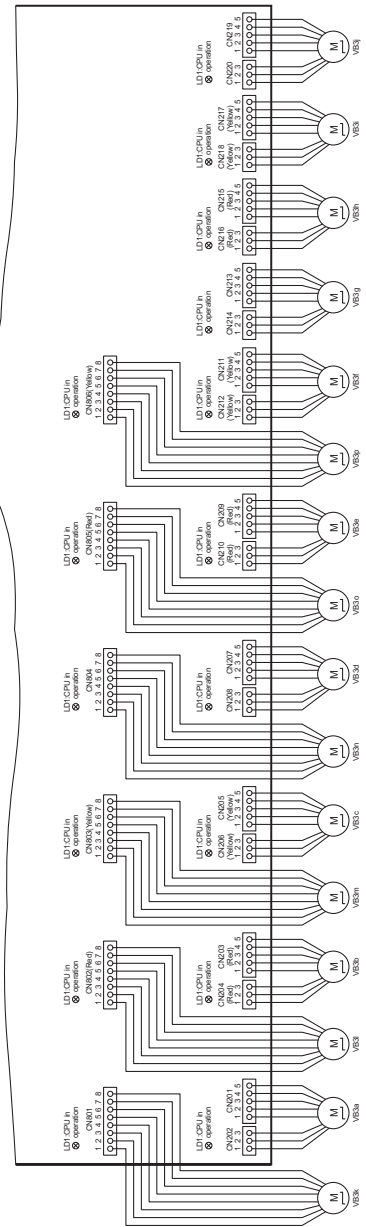 LD1:CPU in
operation
CN801
1 2 3 4 5 6 7 8
LD1:CPU in
operation
CN802(Red)
1 2 3 4 5 6 7 8
LD1:CPU in
operation
CN803(Yellow)
1 2 3 4 5 6 7 8
LD1:CPU in
operation
CN804
1 2 3 4 5 6 7 8
LD1:CPU in
operation
CN805(Red)
1 2 3 4 5 6 7 8
LD1:CPU in
operation
CN806(Yellow)
1 2 3 4 5 6 7 8
LD1:CPU in
operation
CN202
1 2 3
CN201
1 2 3 4 5
LD1:CPU in
operation
CN204
(Red)
1 2 3
CN203
(Red)
1 2 3 4 5
LD1:CPU in
operation
CN206
(Yellow)
1 2 3
CN205
(Yellow)
1 2 3 4 5
LD1:CPU in
operation
CN208
1 2 3
CN207
1 2 3 4 5
LD1:CPU in
operation
CN210
(Red)
1 2 3
CN209
(Red)
1 2 3 4 5
LD1:CPU in
operation
CN212
(Yellow)
1 2 3
CN211
(Yellow)
1 2 3 4 5
LD1:CPU in
operation
CN214
1 2 3
CN213
1 2 3 4 5
LD1:CPU in
operation
CN216
(Red)
1 2 3
CN215
(Red)
1 2 3 4 5
LD1:CPU in
operation
CN218
(Yellow)
1 2 3
CN217
(Yellow)
1 2 3 4 5
LD1:CPU in
operation
CN220
1 2 3
CN219
1 2 3 4 5
M
VB3k
M
VB3a
M
VB3l
M
VB3b
M
VB3m
M
VB3c
M
VB3n
M
VB3d
M
VB3o
M
VB3e
M
VB3p
M
VB3f
M
VB3g
M
VB3h
M
VB3i
M
VB3j